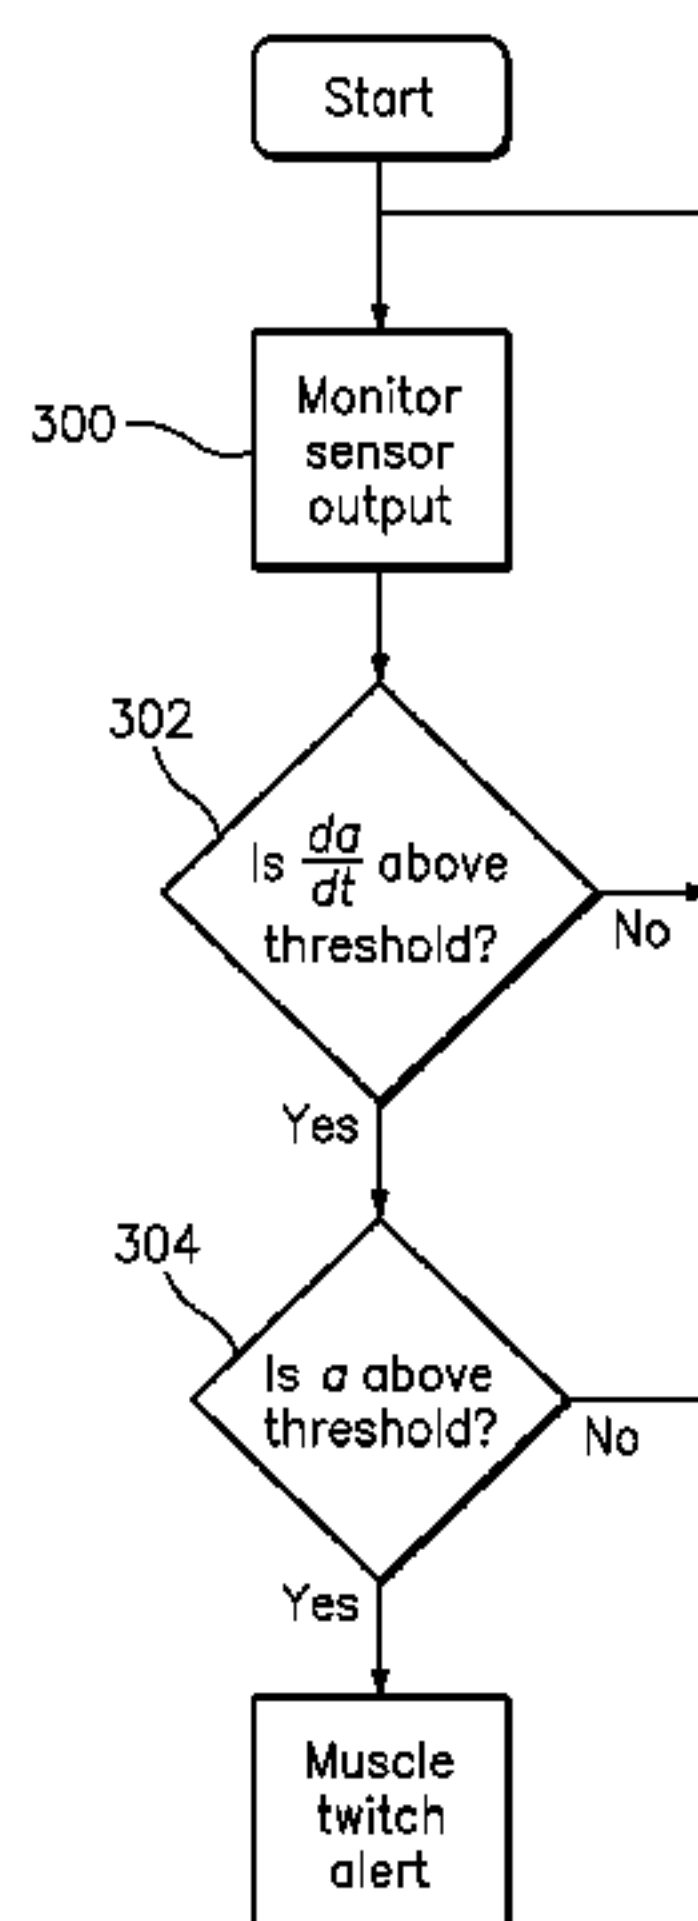 Start
Monitor
300
sensor
output
302
Is da/dt above
threshold?
No
Yes
304
Is a above
threshold?
No
Yes
Muscle
twitch
alert